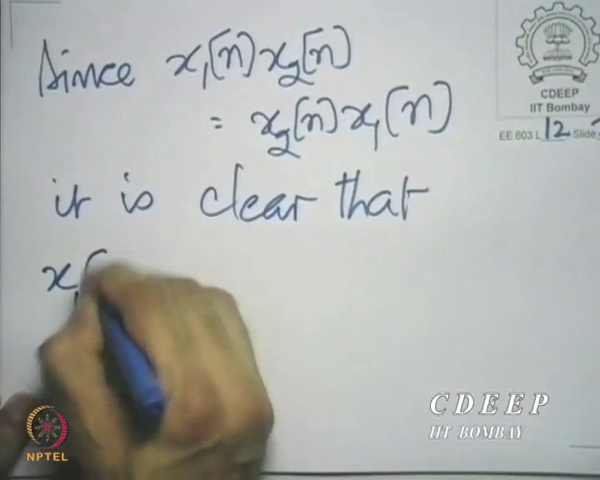 Since x₁[n]x₂[n]
= x₂[n]x₁[n]
it is clear that
x₁[
CDEEP
IIT Bombay
EE 603 L 12 Slide
CDEEP
IIT BOMBAY
NPTEL